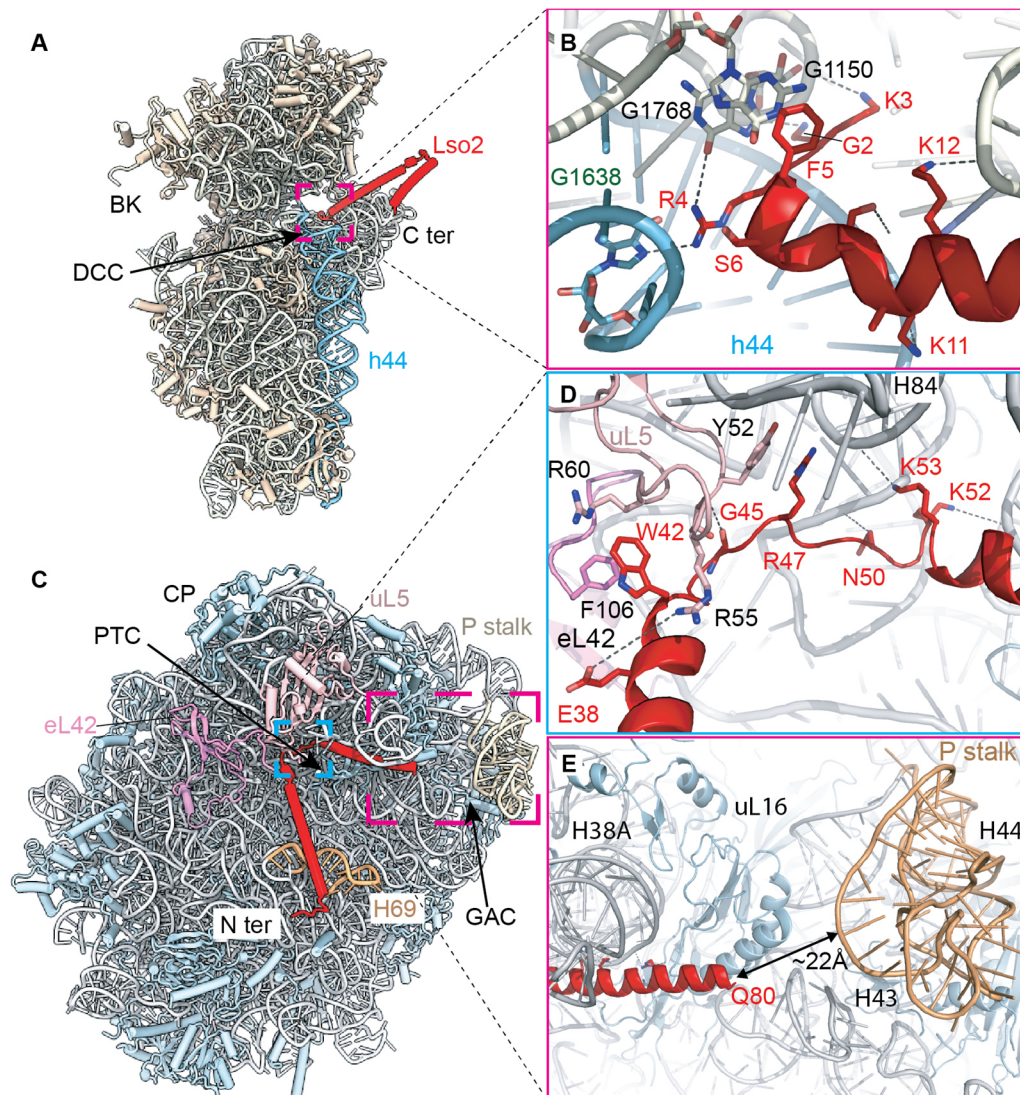 A
Lso2
BK
C ter
DCC
h44
B
G1150
G1768
K3
G2
K12
F5
G1638
R4
S6
K11
h44
D
H84
Y52
uL5
R60
K53
K52
G45
W42
R47
N50
F106
R55
eL42
E38
C
CP
uL5
PTC
P stalk
eL42
H69
N ter
GAC
E
P stalk
uL16
H38A
H44
~22Å
Q80
H43